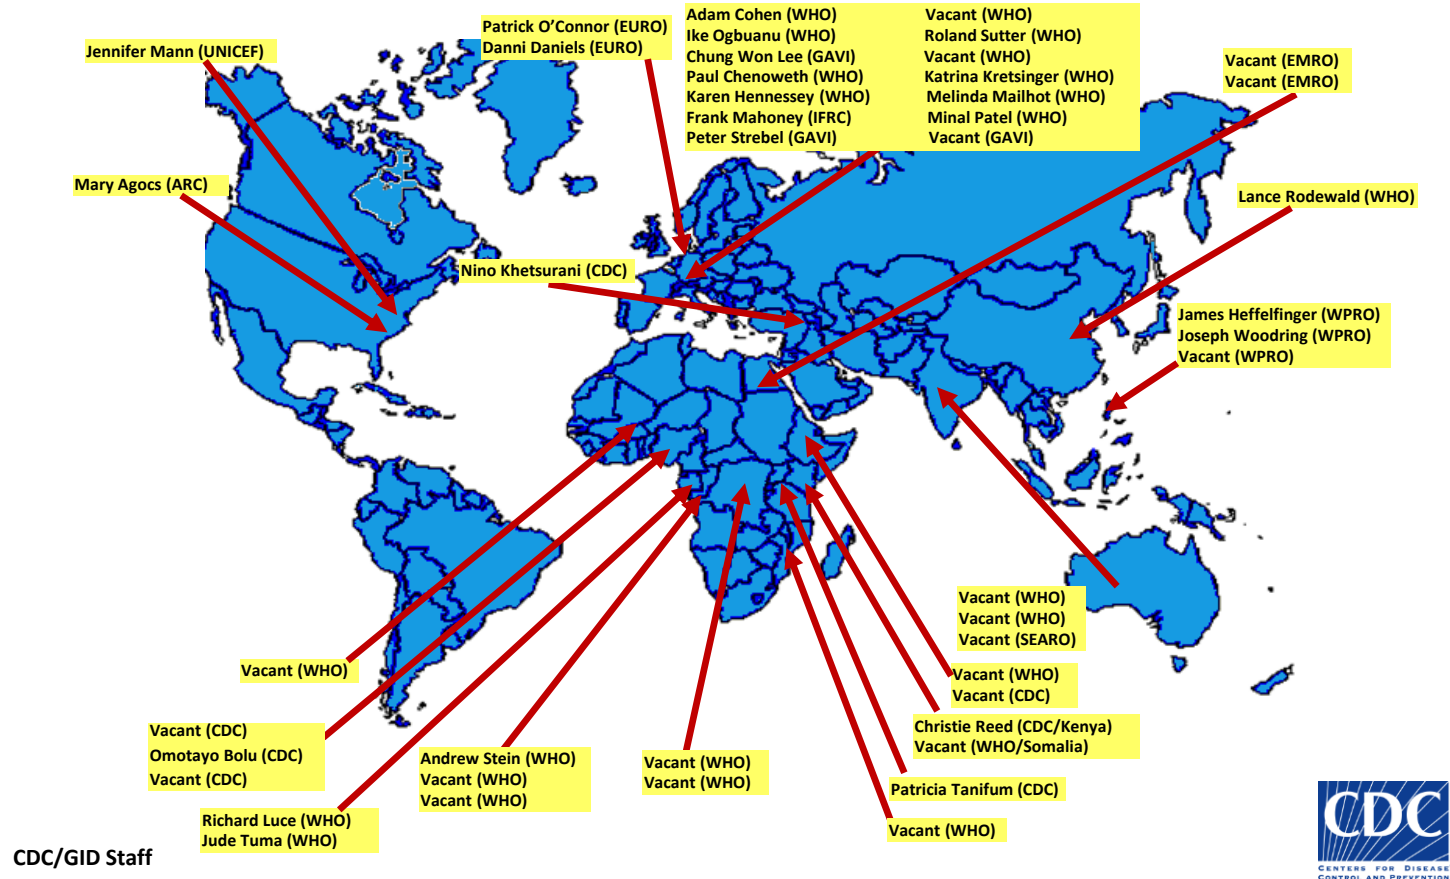 Jennifer Mann (UNICEF)
Patrick O’Connor (EURO)
Danni Daniels (EURO)
Adam Cohen (WHO)
Ike Ogbuanu (WHO)
Chung Won Lee (GAVI)
Paul Chenoweth (WHO)
Karen Hennessey (WHO)
Frank Mahoney (IFRC)
Peter Strebel (GAVI)
Vacant (WHO)
Roland Sutter (WHO)
Vacant (WHO)
Katrina Kretsinger (WHO)
Melinda Mailhot (WHO)
Minal Patel (WHO)
Vacant (GAVI)
Vacant (EMRO)
Vacant (EMRO)
Mary Agocs (ARC)
Lance Rodewald (WHO)
Nino Khetsurani (CDC)
James Heffelfinger (WPRO)
Joseph Woodring (WPRO)
Vacant (WPRO)
Vacant (WHO)
Vacant (WHO)
Vacant (SEARO)
Vacant (WHO)
Vacant (WHO)
Vacant (CDC)
Vacant (CDC)
Omotayo Bolu (CDC)
Vacant (CDC)
Christie Reed (CDC/Kenya)
Vacant (WHO/Somalia)
Andrew Stein (WHO)
Vacant (WHO)
Vacant (WHO)
Vacant (WHO)
Vacant (WHO)
Patricia Tanifum (CDC)
Richard Luce (WHO)
Jude Tuma (WHO)
Vacant (WHO)
CDC/GID Staff
CDC
CENTERS FOR DISEASE
CONTROL AND PREVENTION